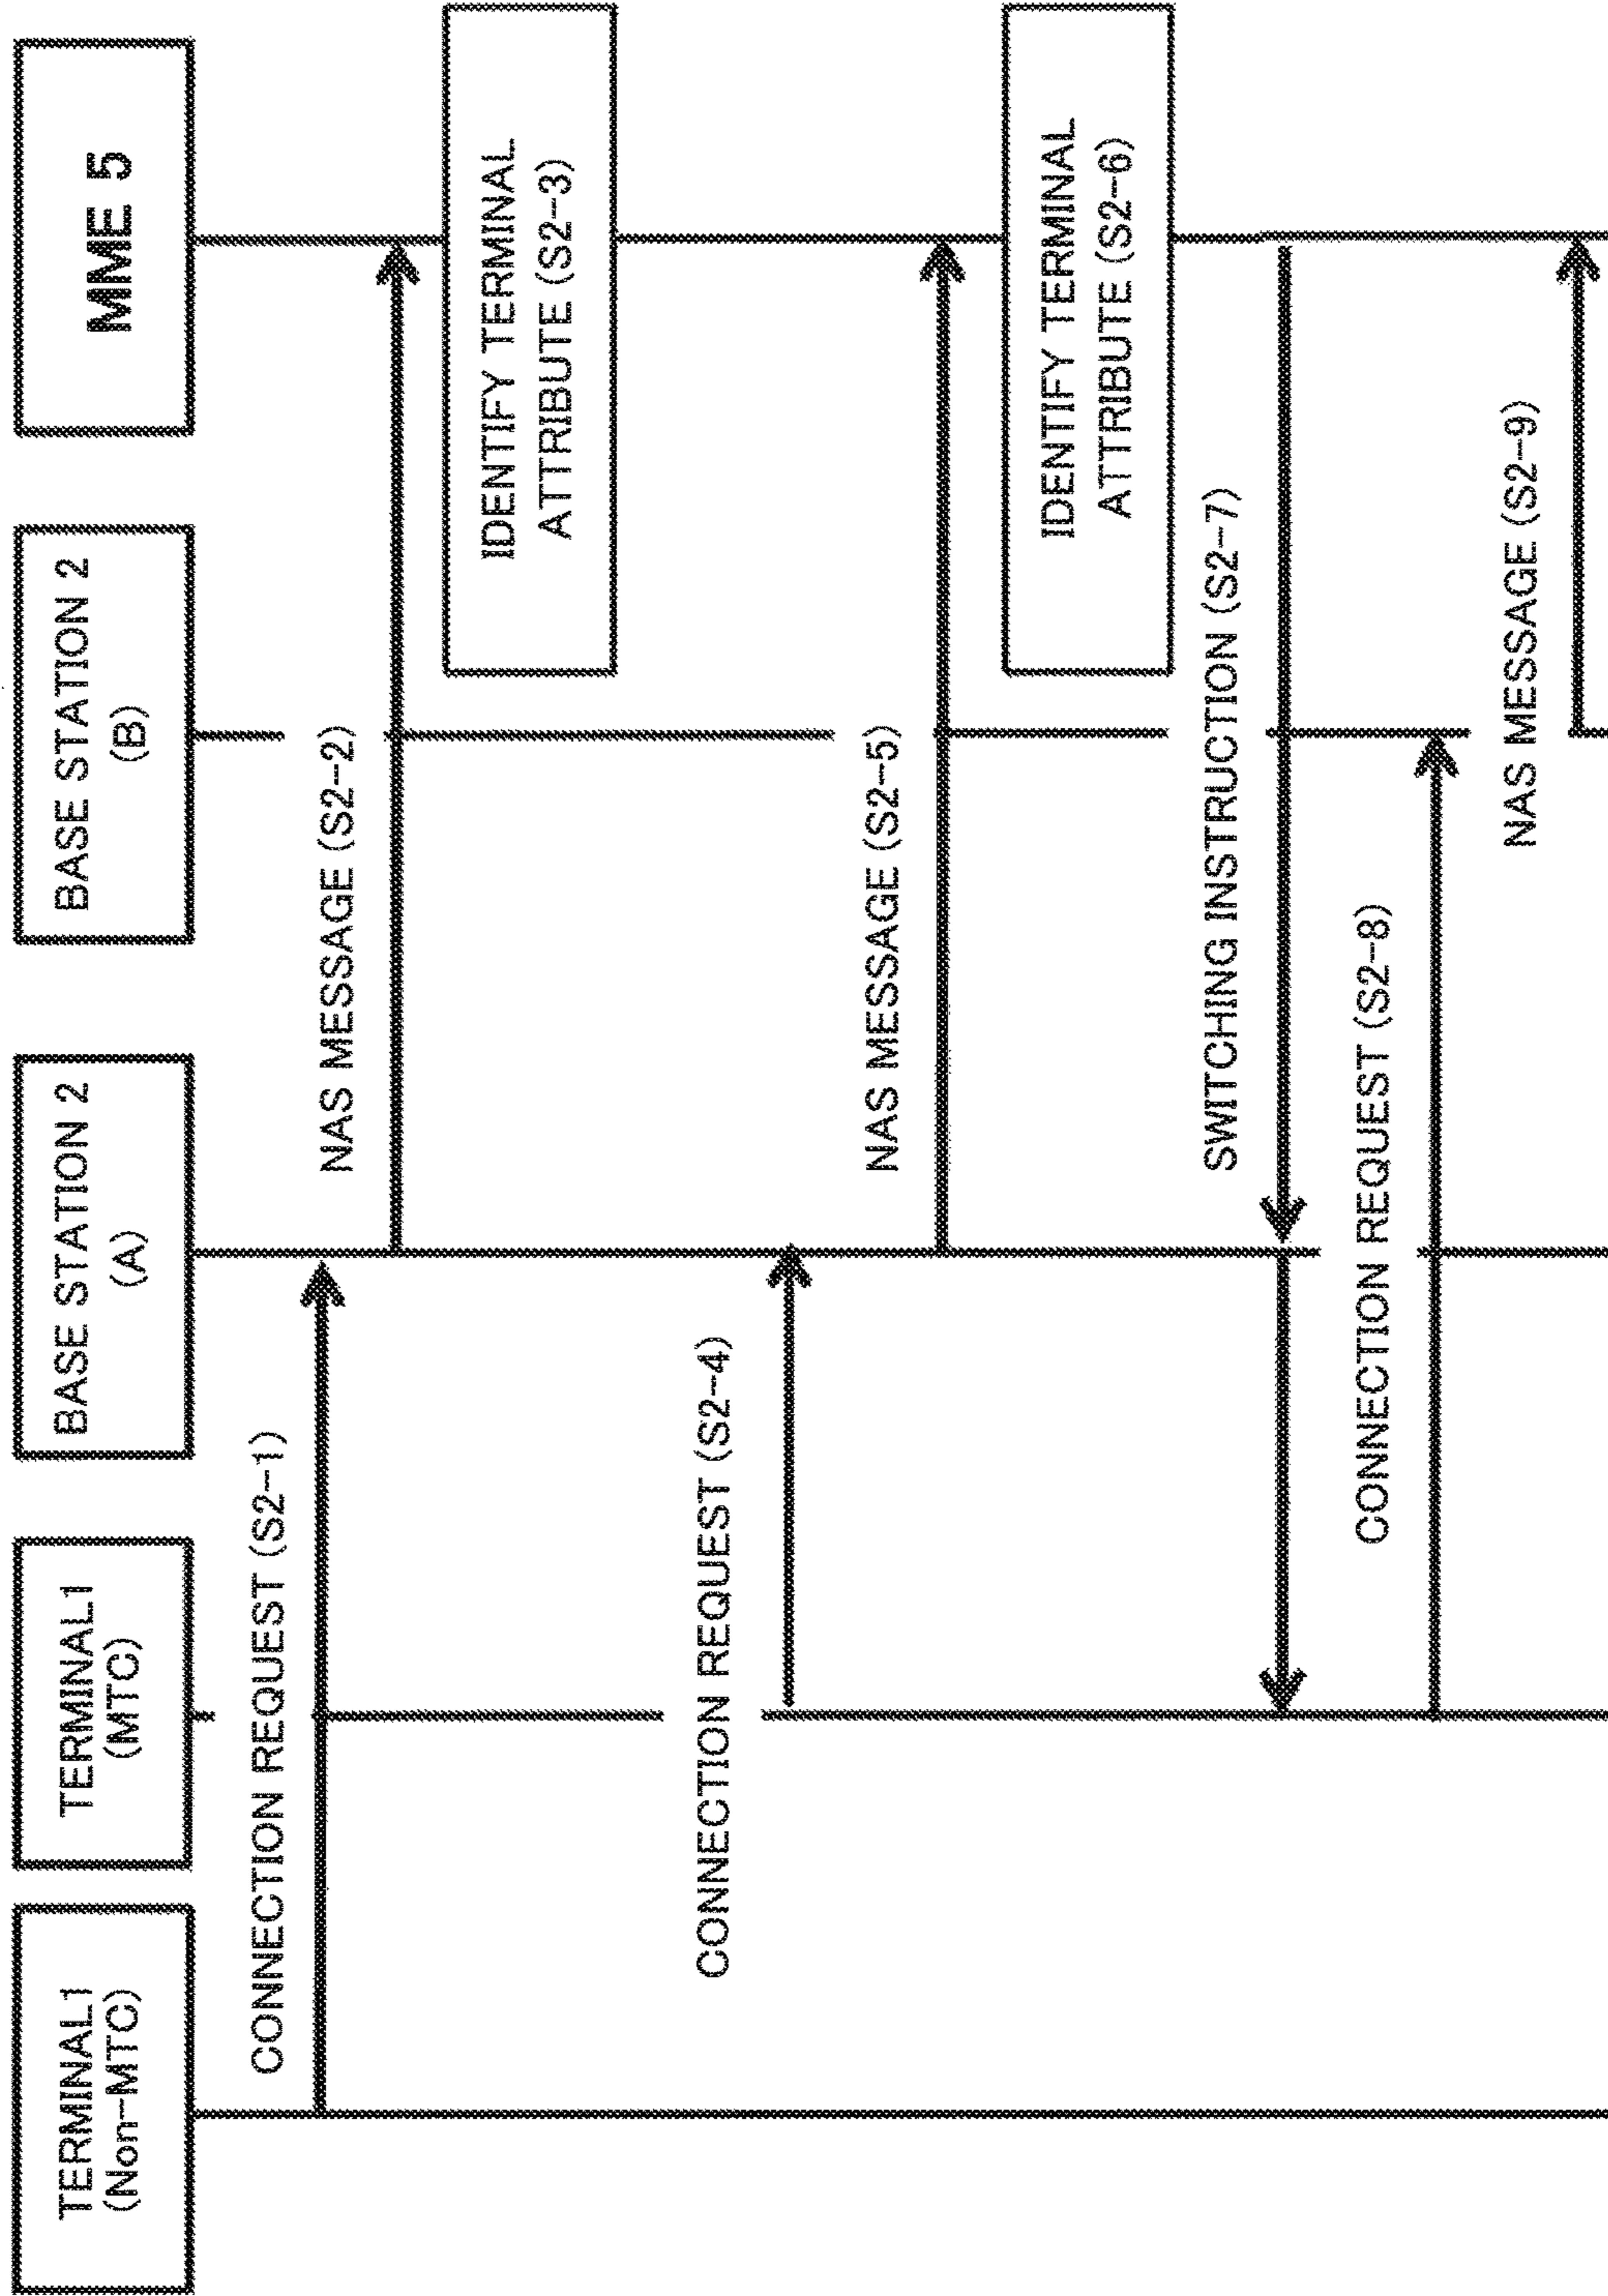 TERMINAL1
(Non-MTC)
TERMINAL1
(MTC)
BASE STATION 2
(A)
BASE STATION 2
(B)
MME 5
CONNECTION REQUEST (S2-1)
NAS MESSAGE (S2-2)
IDENTIFY TERMINAL
ATTRIBUTE (S2-3)
CONNECTION REQUEST (S2-4)
NAS MESSAGE (S2-5)
IDENTIFY TERMINAL
ATTRIBUTE (S2-6)
SWITCHING INSTRUCTION (S2-7)
CONNECTION REQUEST (S2-8)
NAS MESSAGE (S2-9)